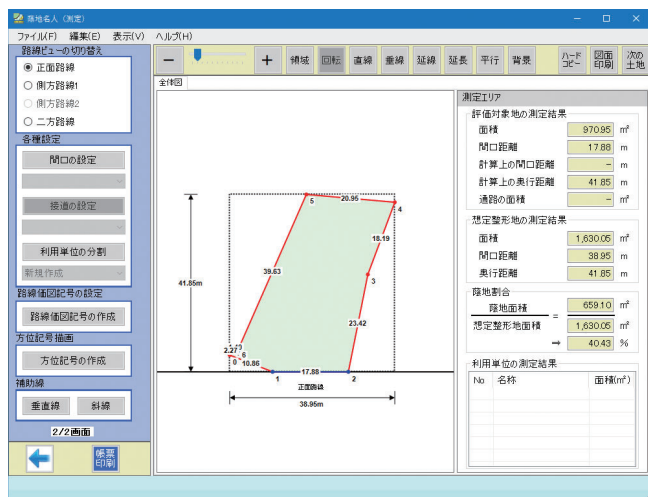 蔭地名人（測定）
ファイル(F) 編集(E) 表示(V) ヘルプ(H)
路線ビューの切り替え
正面路線
側方路線1
側方路線2
二方路線
各種設定
間口の設定
接道の設定
利用単位の分割
新規作成
路線価図記号の設定
路線価図記号の作成
方位記号描画
方位記号の作成
補助線
垂直線 斜線
2/2画面
帳票
印刷
領域 回転 直線 垂線 延線 延長 平行 背景 ハード
コピー 図面
印刷 次の
土地
全体図
5 20.95 4
18.19
39.63 3
41.85m
23.42
2.27 6
0 10.86
17.88
1 2
正面路線
38.95m
測定エリア
評価対象地の測定結果
面積 970.95 ㎡
間口距離 17.88 m
計算上の間口距離 － m
計算上の奥行距離 41.85 m
通路の面積 － ㎡
想定整形地の測定結果
面積 1,630.05 ㎡
間口距離 38.95 m
奥行距離 41.85 m
蔭地割合
蔭地面積 659.10 ㎡
=
想定整形地面積 1,630.05 ㎡
⇒ 40.43 %
利用単位の測定結果
No 名称 面積(㎡)